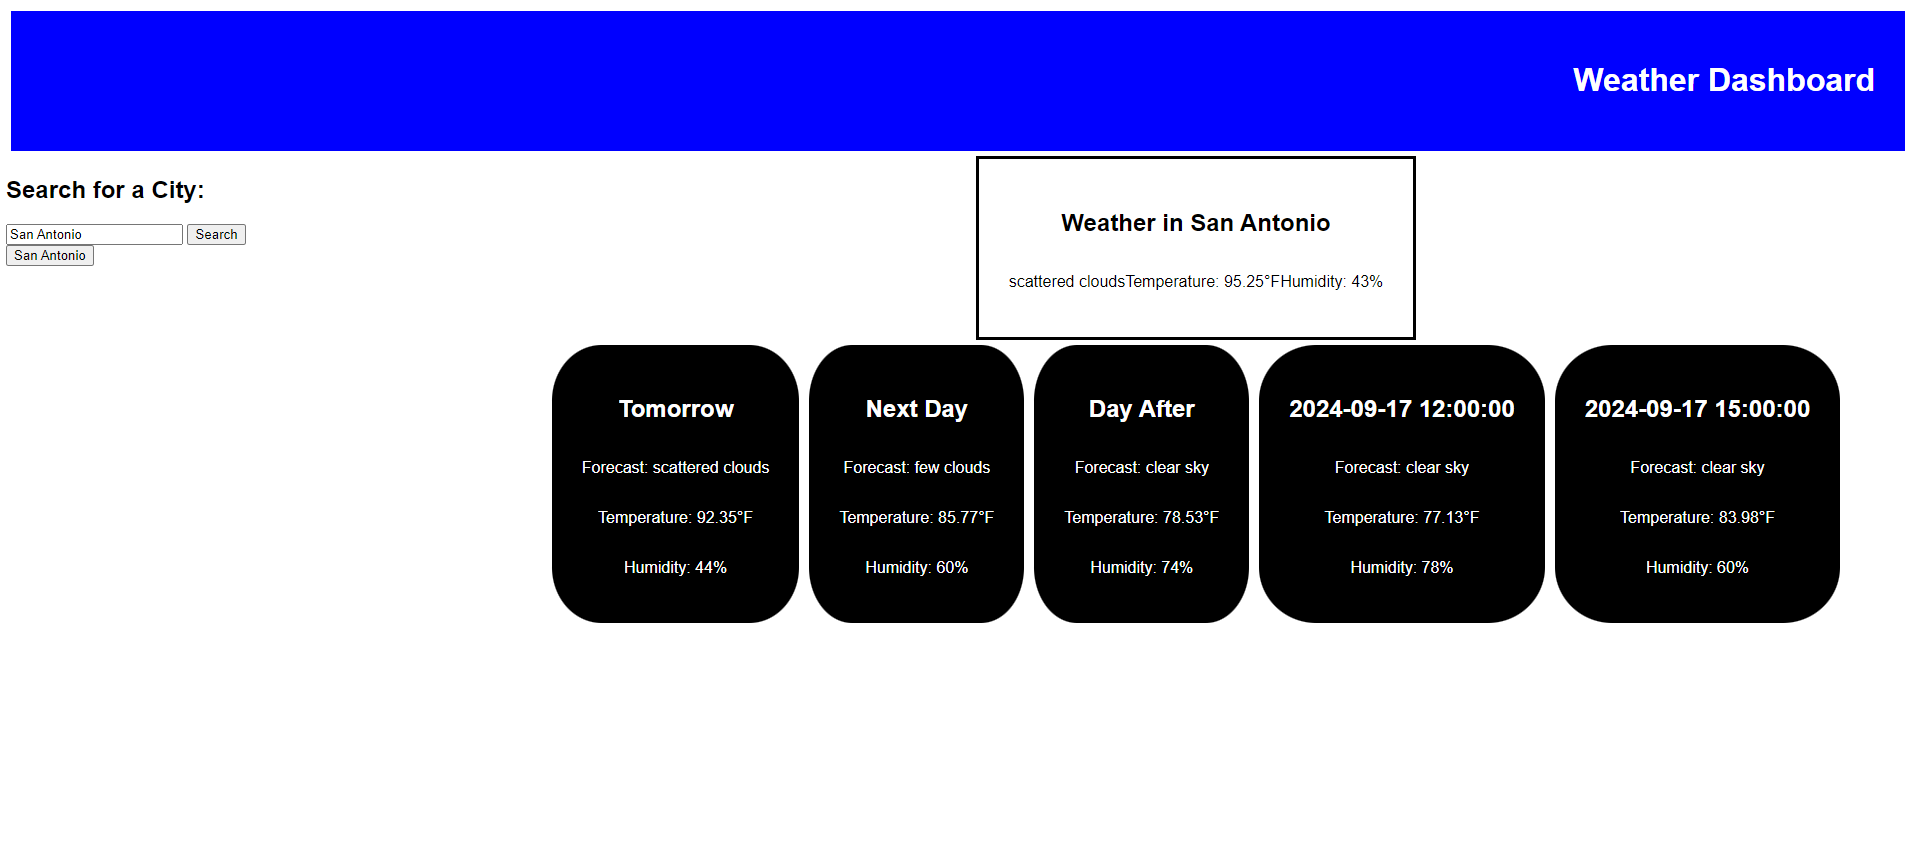 Weather Dashboard
Search for a City:
San Antonio Search
San Antonio
Weather in San Antonio
scattered cloudsTemperature: 95.25°FHumidity: 43%
Tomorrow
Forecast: scattered clouds
Temperature: 92.35°F
Humidity: 44%
Next Day
Forecast: few clouds
Temperature: 85.77°F
Humidity: 60%
Day After
Forecast: clear sky
Temperature: 78.53°F
Humidity: 74%
2024-09-17 12:00:00
Forecast: clear sky
Temperature: 77.13°F
Humidity: 78%
2024-09-17 15:00:00
Forecast: clear sky
Temperature: 83.98°F
Humidity: 60%